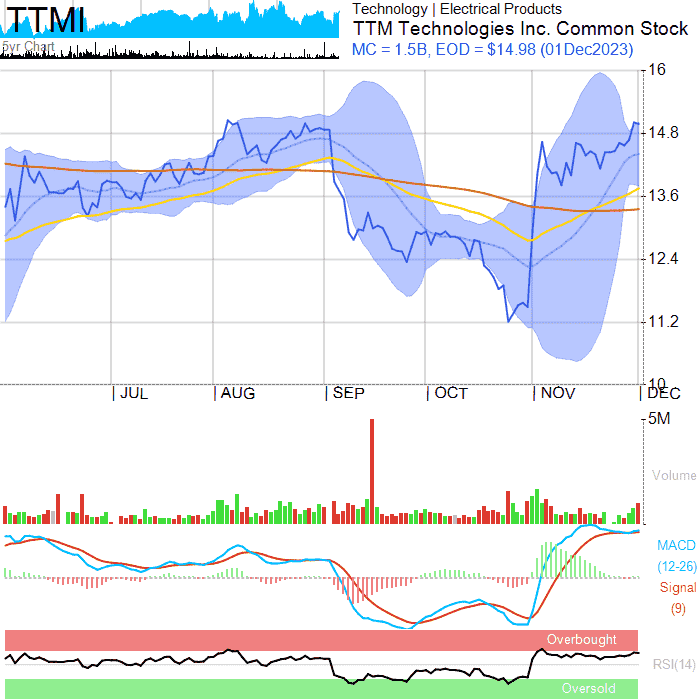 TTMI
5yr Chart
Technology | Electrical Products
TTM Technologies Inc. Common Stock
MC = 1.5B, EOD = $14.98 (01Dec2023)
16
14.8
13.6
12.4
11.2
10
JUL
AUG
SEP
OCT
NOV
DEC
5M
Volume
MACD
(12-26)
Signal
(9)
Overbought
RSI(14)
Oversold